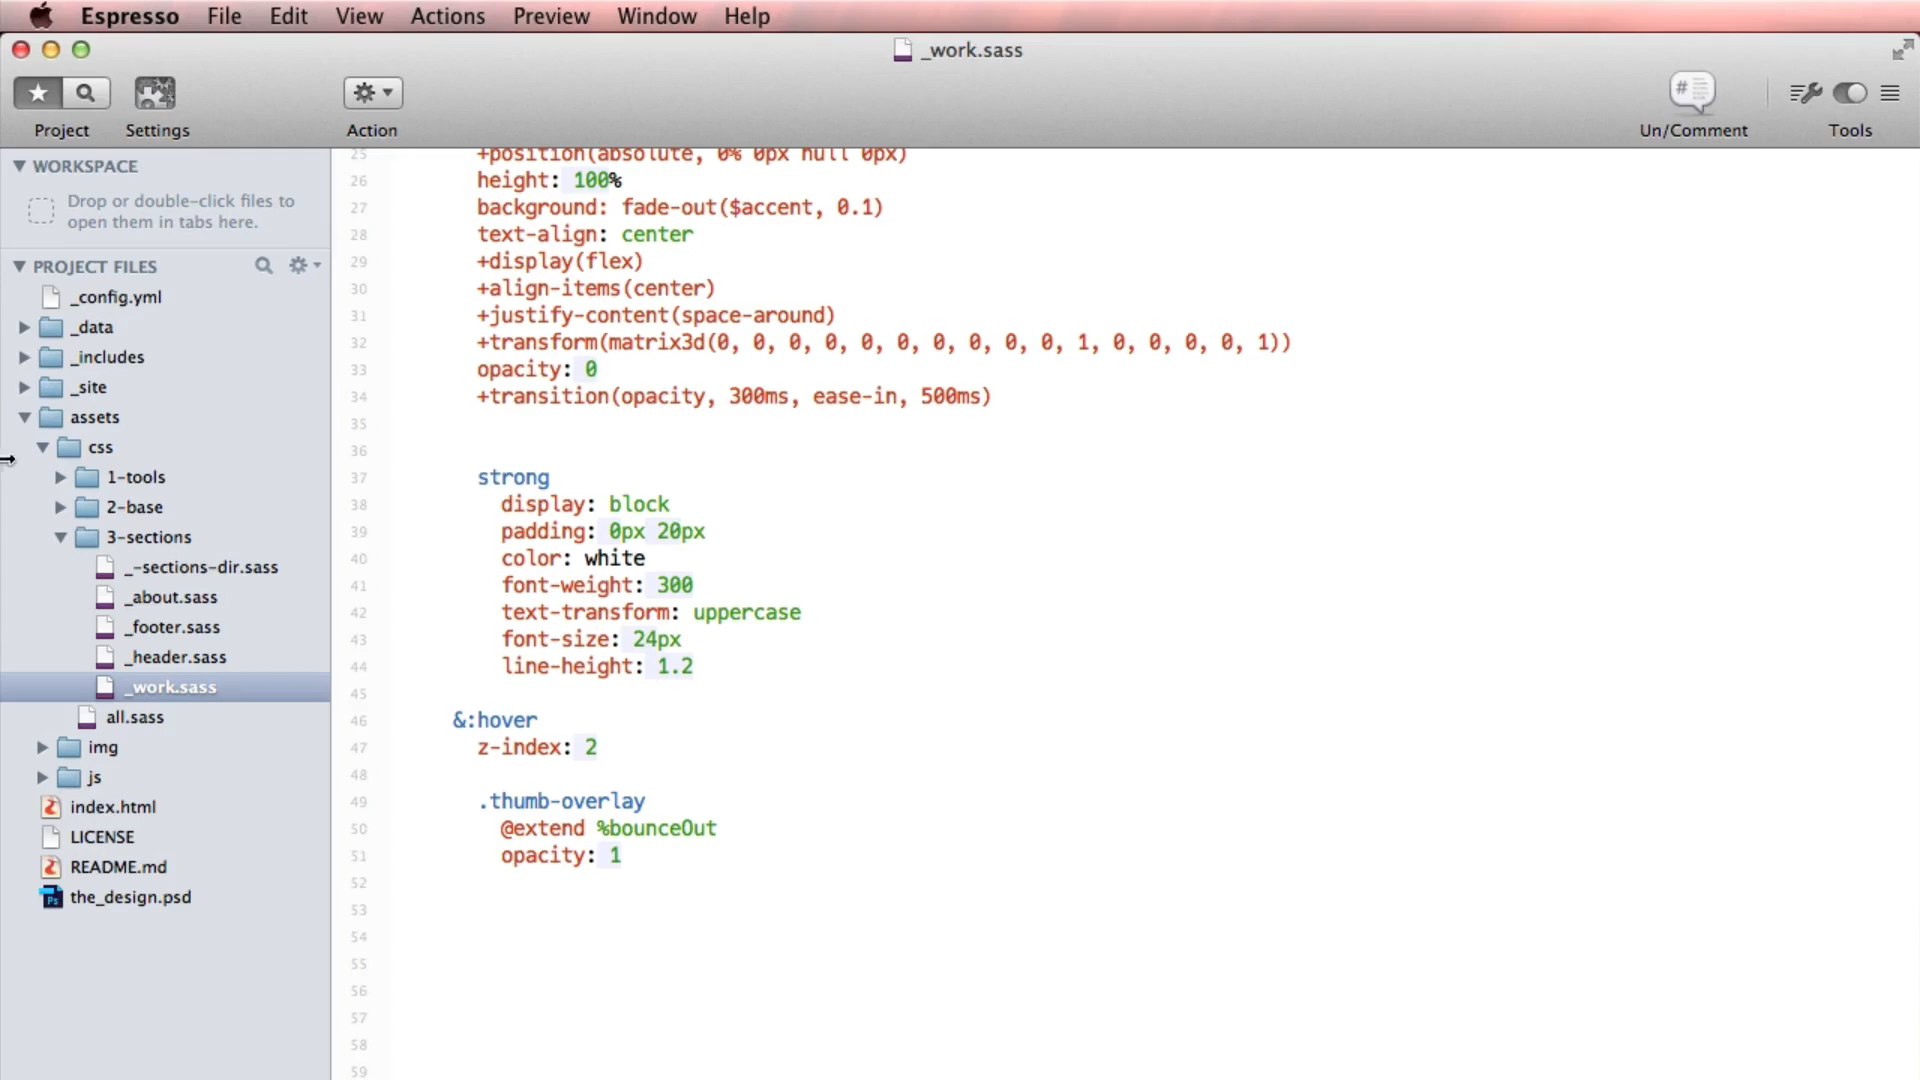 Espresso File Edit View Actions Preview Window Help
_work.sass
#
Project Settings Action Un/Comment Tools
WORKSPACE
Drop or double-click files to
open them in tabs here.
PROJECT FILES
_config.yml
_data
_includes
_site
assets
css
1-tools
2-base
3-sections
_-sections-dir.sass
_about.sass
_footer.sass
_header.sass
_work.sass
all.sass
img
js
index.html
LICENSE
README.md
Ps the_design.psd
25 +position(absolute, 0% 0px null 0px)
26 height: 100%
27 background: fade-out($accent, 0.1)
28 text-align: center
29 +display(flex)
30 +align-items(center)
31 +justify-content(space-around)
32 +transform(matrix3d(0, 0, 0, 0, 0, 0, 0, 0, 0, 0, 1, 0, 0, 0, 0, 1))
33 opacity: 0
34 +transition(opacity, 300ms, ease-in, 500ms)
35
36
37 strong
38 display: block
39 padding: 0px 20px
40 color: white
41 font-weight: 300
42 text-transform: uppercase
43 font-size: 24px
44 line-height: 1.2
45
46 &:hover
47 z-index: 2
48
49 .thumb-overlay
50 @extend %bounceOut
51 opacity: 1
52
53
54
55
56
57
58
59